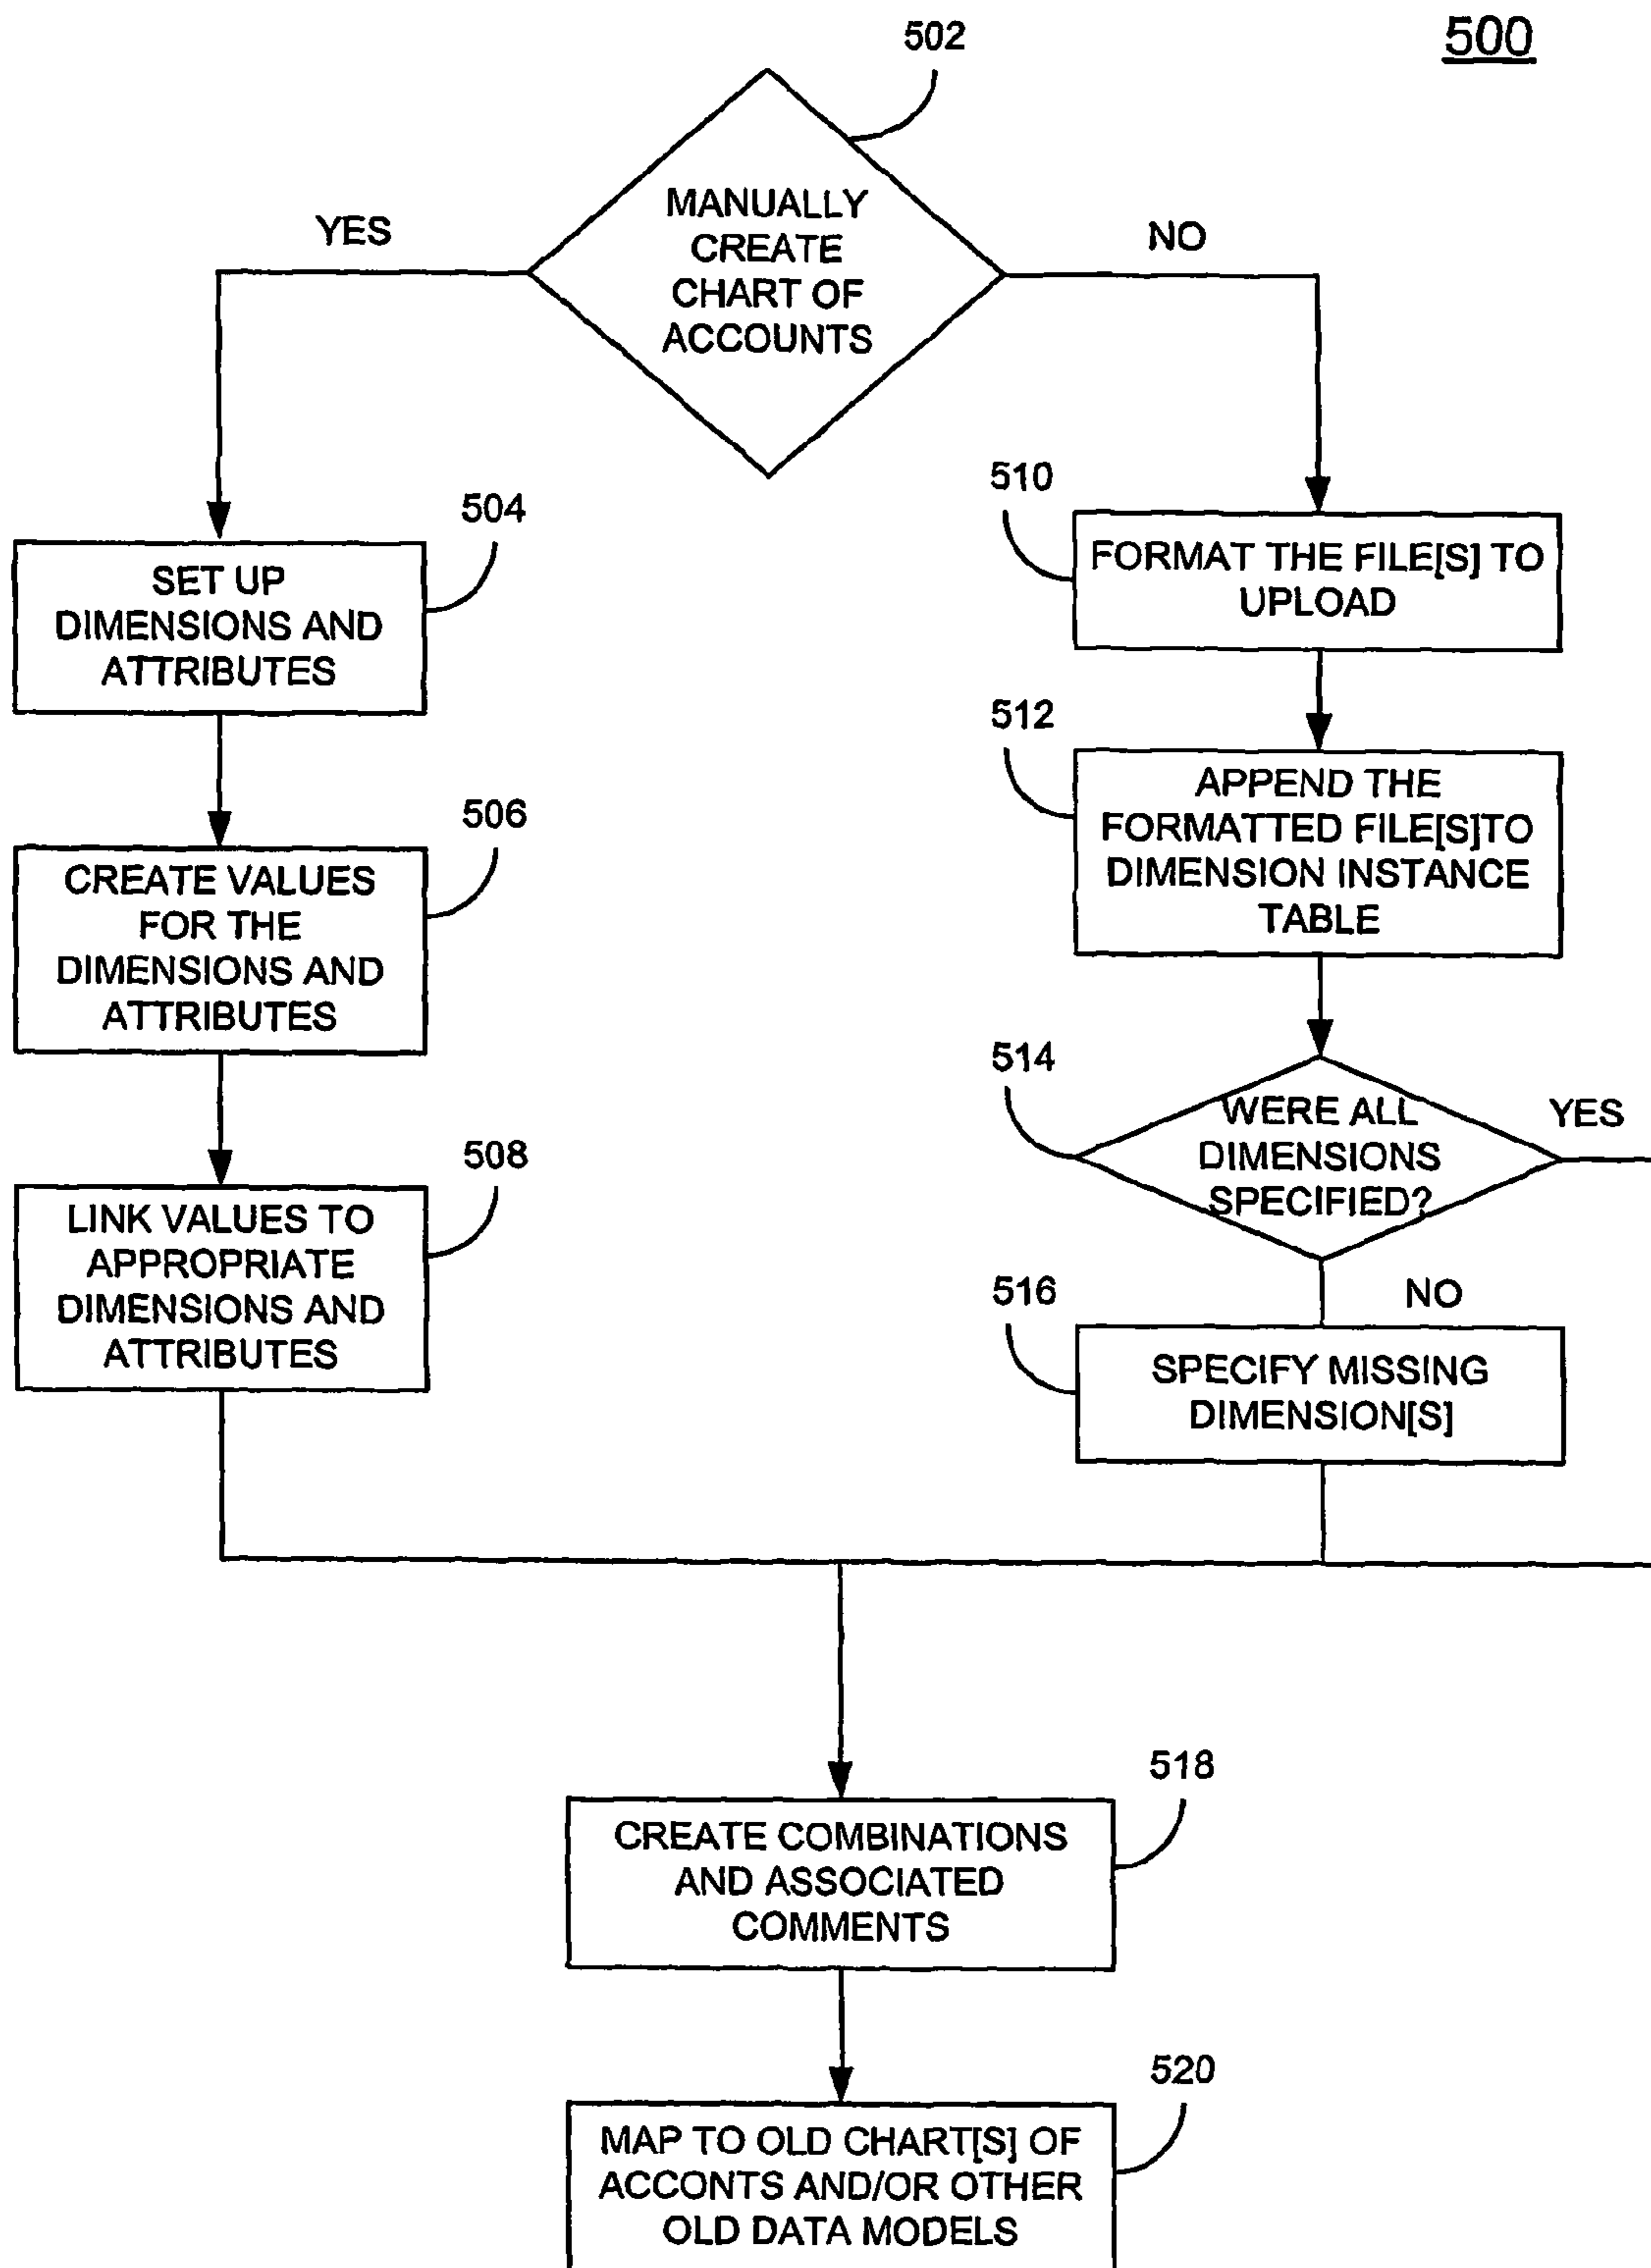 500
502
MANUALLY
CREATE
CHART OF
ACCOUNTS
YES
NO
504
SET UP
DIMENSIONS AND
ATTRIBUTES
506
CREATE VALUES
FOR THE
DIMENSIONS AND
ATTRIBUTES
508
LINK VALUES TO
APPROPRIATE
DIMENSIONS AND
ATTRIBUTES
510
FORMAT THE FILE[S] TO
UPLOAD
512
APPEND THE
FORMATTED FILE[S]TO
DIMENSION INSTANCE
TABLE
514
WERE ALL
DIMENSIONS
SPECIFIED?
YES
NO
516
SPECIFY MISSING
DIMENSION[S]
518
CREATE COMBINATIONS
AND ASSOCIATED
COMMENTS
520
MAP TO OLD CHART[S] OF
ACCONTS AND/OR OTHER
OLD DATA MODELS